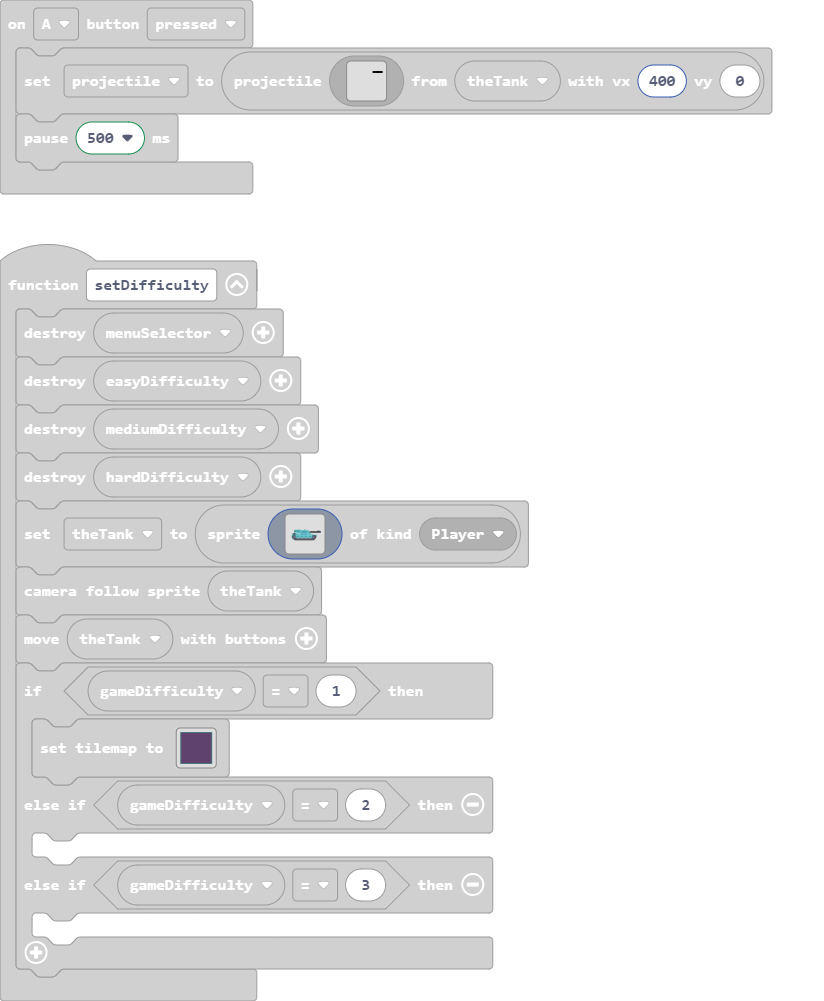 on A button pressed
set projectile to projectile from theTank with vx 400 vy 0
pause 500 ms
function setDifficulty
destroy menuSelector
destroy easyDifficulty
destroy mediumDifficulty
destroy hardDifficulty
set theTank to sprite of kind Player
camera follow sprite theTank
move theTank with buttons
if gameDifficulty = 1 then
set tilemap to
else if gameDifficulty = 2 then
else if gameDifficulty = 3 then